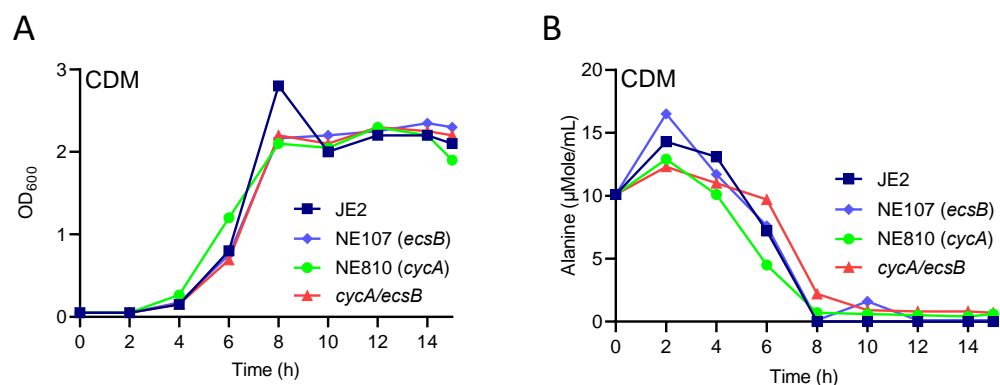 A
CDM
OD600
3
2
1
0
0 2 4 6 8 10 12 14
Time (h)
JE2
NE107 (ecsB)
NE810 (cycA)
cycA/ecsB
B
CDM
Alanine (µMole/mL)
20
15
10
5
0
0 2 4 6 8 10 12 14
Time (h)
JE2
NE107 (ecsB)
NE810 (cycA)
cycA/ecsB